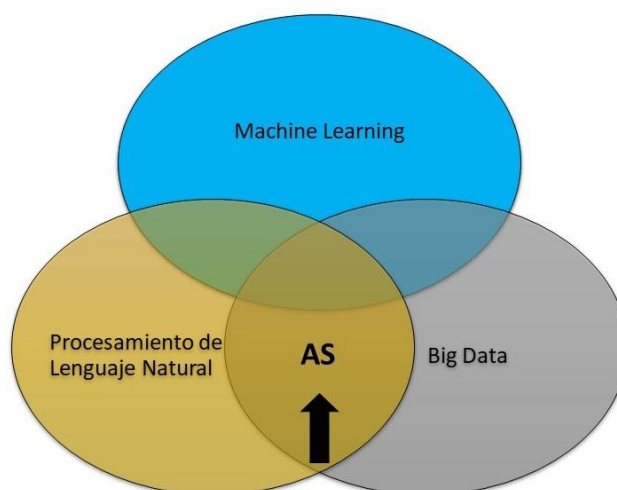 Machine Learning
Procesamiento de
Lenguaje Natural
AS
Big Data